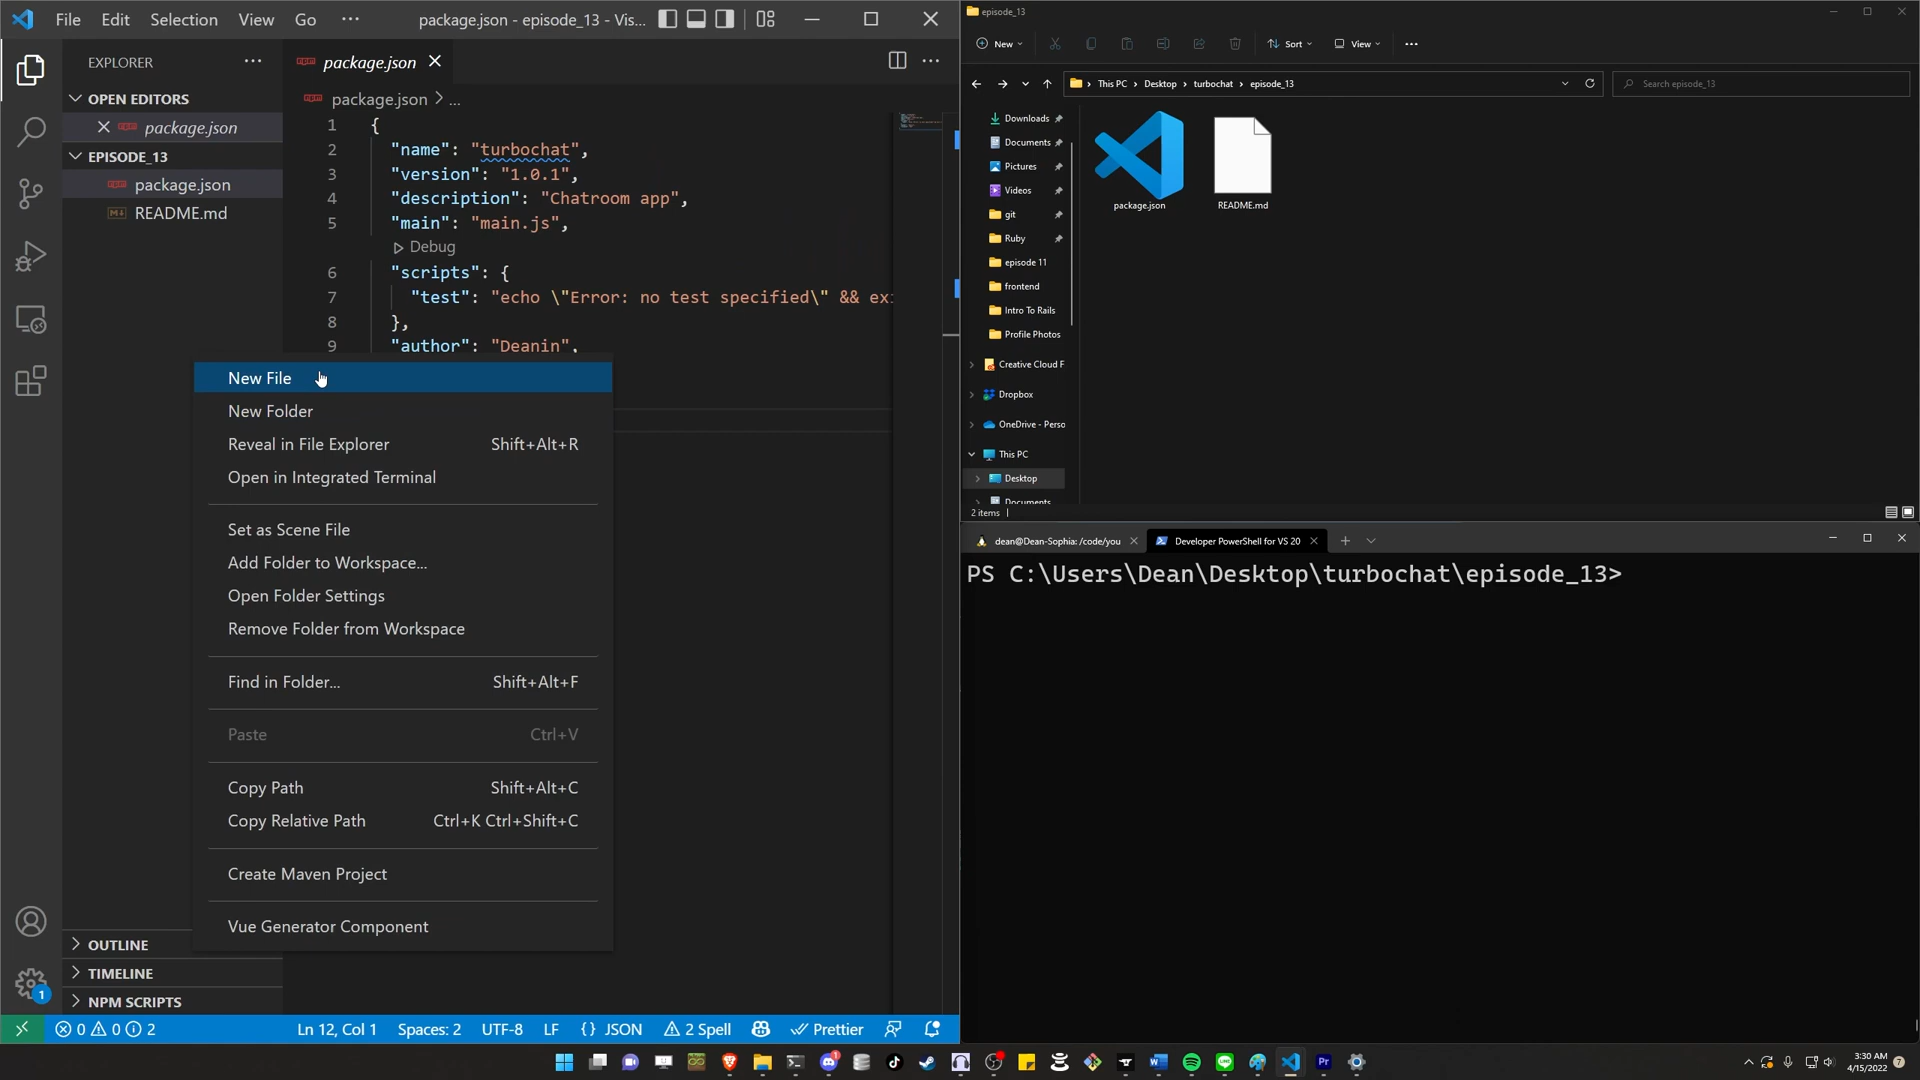 File Edit Selection View Go ··· package.json - episode_13 - Vis...
EXPLORER ···
OPEN EDITORS
package.json
EPISODE_13
package.json
README.md
OUTLINE
TIMELINE
NPM SCRIPTS
1
package.json
package.json > ...
1 {
2 "name": "turbochat",
3 "version": "1.0.1",
4 "description": "Chatroom app",
5 "main": "main.js",
Debug
6 "scripts": {
7 "test": "echo \"Error: no test specified\" && ex
8 },
9 "author": "Deanin",
New File
New Folder
Reveal in File Explorer Shift+Alt+R
Open in Integrated Terminal
Set as Scene File
Add Folder to Workspace...
Open Folder Settings
Remove Folder from Workspace
Find in Folder... Shift+Alt+F
Paste Ctrl+V
Copy Path Shift+Alt+C
Copy Relative Path Ctrl+K Ctrl+Shift+C
Create Maven Project
Vue Generator Component
0 0 2 Ln 12, Col 1 Spaces: 2 UTF-8 LF {} JSON 2 Spell Prettier
episode_13
New Sort View ···
This PC > Desktop > turbochat > episode_13
Search episode_13
Downloads
Documents
Pictures
Videos
git
Ruby
episode 11
frontend
Intro To Rails
Profile Photos
Creative Cloud F
Dropbox
OneDrive - Perso
This PC
Desktop
Documents
package.json
README.md
2 items
dean@Dean-Sophia: /code/you
Developer PowerShell for VS 20
PS C:\Users\Dean\Desktop\turbochat\episode_13>
3:30 AM
4/15/2022
7